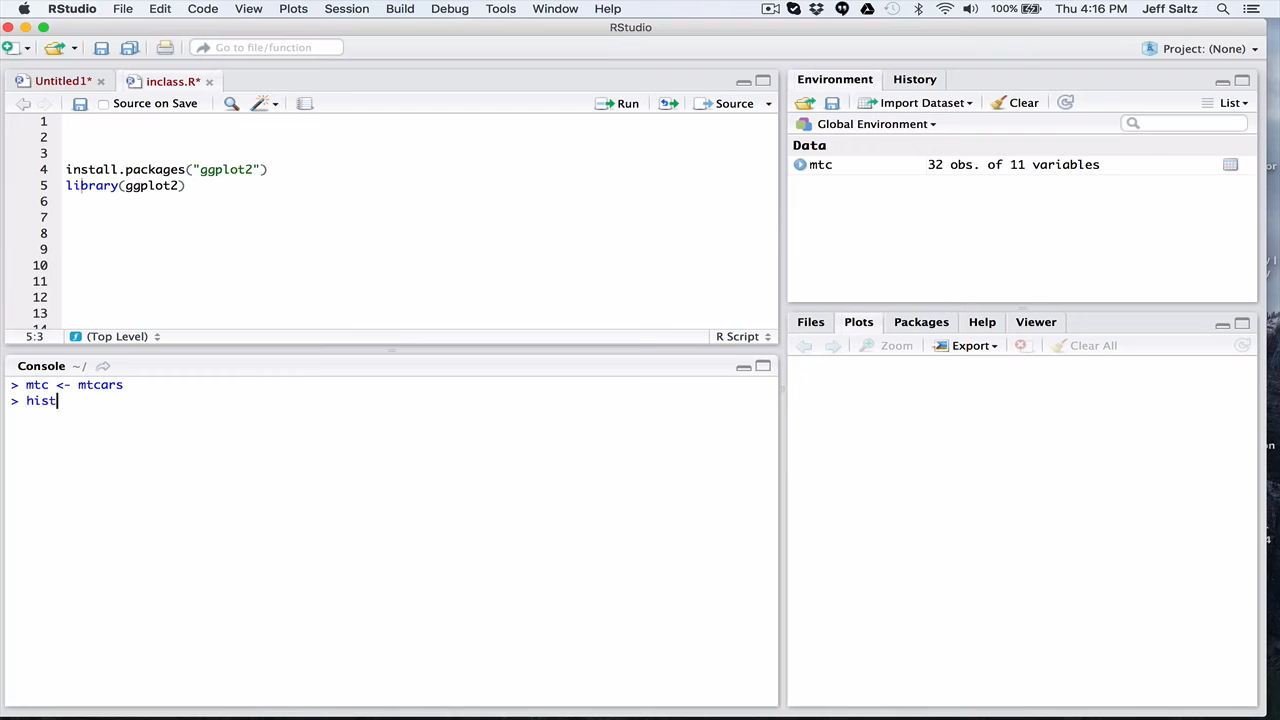 RStudio File Edit Code View Plots Session Build Debug Tools Window Help 100% Thu 4:16 PM Jeff Saltz
RStudio
Go to file/function Project: (None)
Untitled1* inclass.R*
Source on Save Run Source
1
2
3
4 install.packages("ggplot2")
5 library(ggplot2)
6
7
8
9
10
11
12
13
14
5:3 (Top Level) R Script
Console ~/
> mtc <- mtcars
> hist
Environment History
Import Dataset Clear List
Global Environment
Data
mtc 32 obs. of 11 variables
Files Plots Packages Help Viewer
Zoom Export Clear All